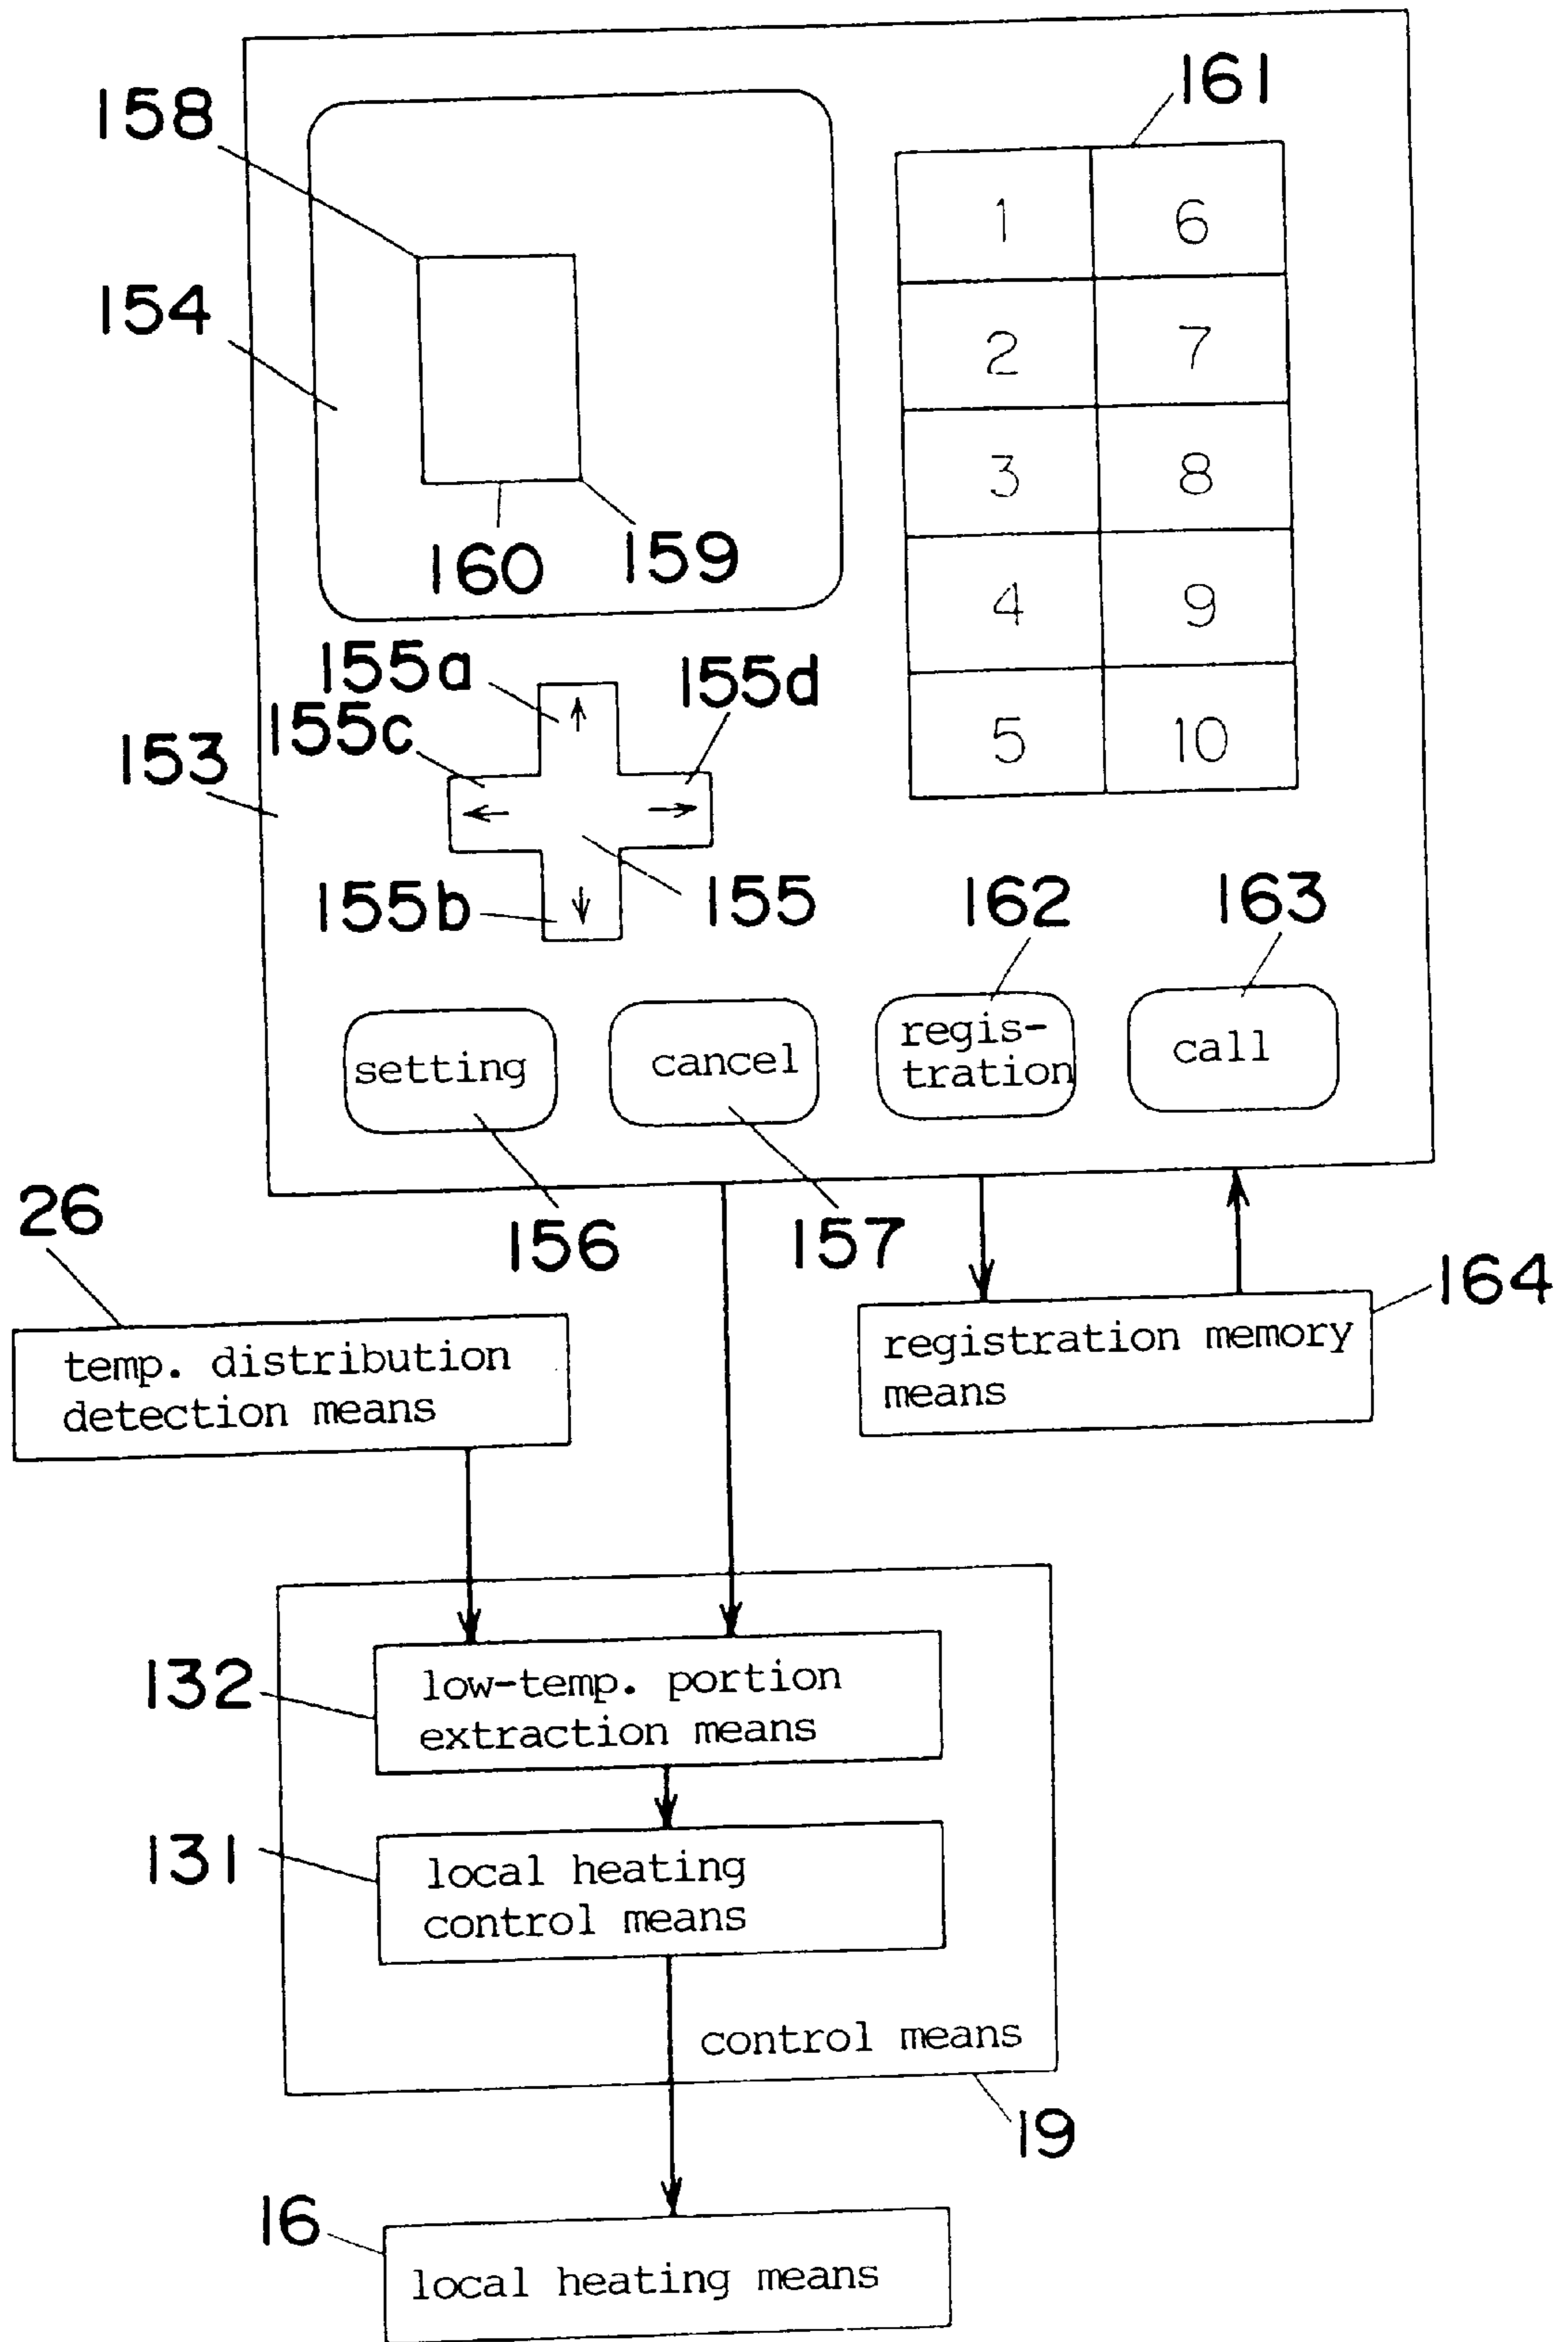 161
158
1 6
154
2 7
3 8
160 159
4 9
155a
155d
155c
5 10
153
155b 155 162 163
setting cancel regis-
tration call
26
156 157
164
temp. distribution
detection means
registration memory
means
132
low-temp. portion
extraction means
131
local heating
control means
control means
19
16
local heating means